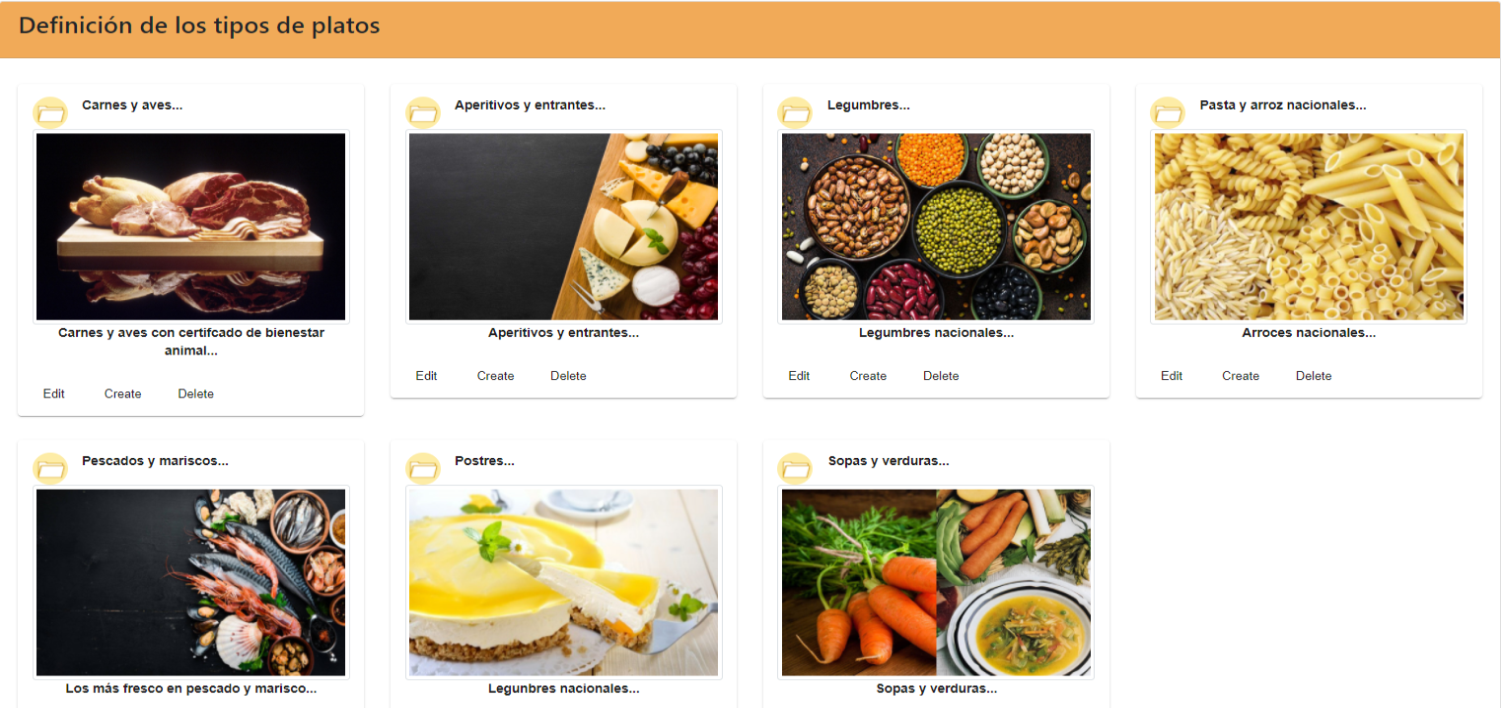 Definición de los tipos de platos
Carnes y aves...
Aperitivos y entrantes...
Legumbres...
Pasta y arroz nacionales...
Carnes y aves con certifcado de bienestar
animal...
Aperitivos y entrantes...
Legumbres nacionales...
Arroces nacionales...
Edit Create Delete
Edit Create Delete
Edit Create Delete
Edit Create Delete
Pescados y mariscos...
Postres...
Sopas y verduras...
Los más fresco en pescado y marisco...
Legunbres nacionales...
Sopas y verduras...